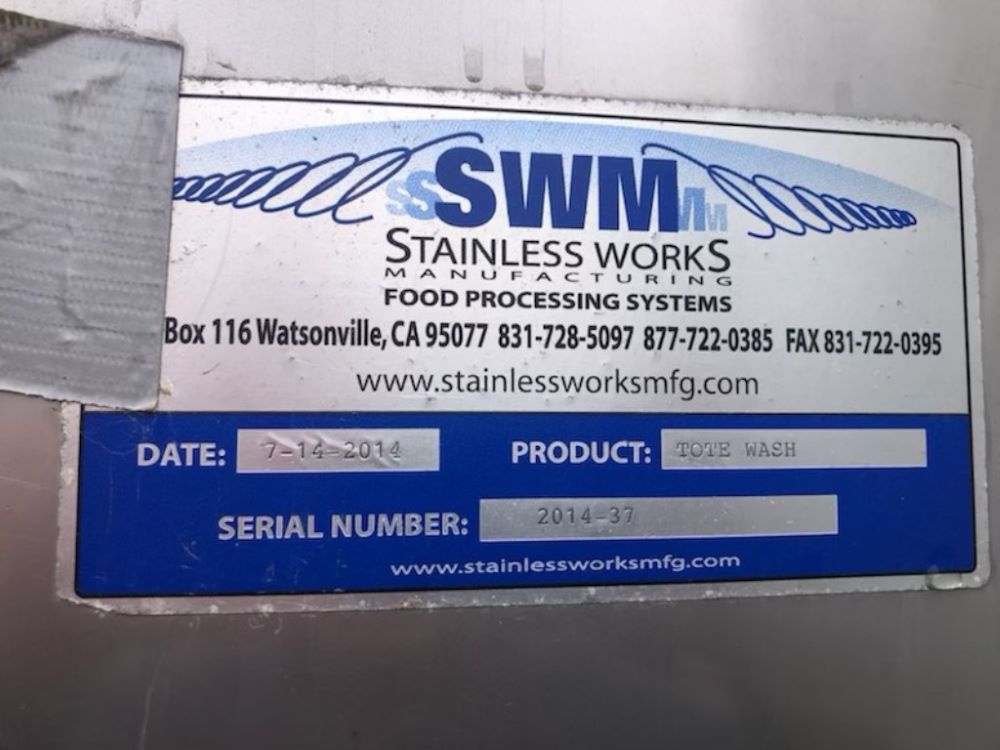 SSSWMMM
STAINLESS WORKS
MANUFACTURING
FOOD PROCESSING SYSTEMS
Box 116 Watsonville, CA 95077 831-728-5097 877-722-0385 FAX 831-722-0395
www.stainlessworksmfg.com
DATE: 7-14-2014 PRODUCT: TOTE WASH
SERIAL NUMBER: 2014-37
www.stainlessworksmfg.com